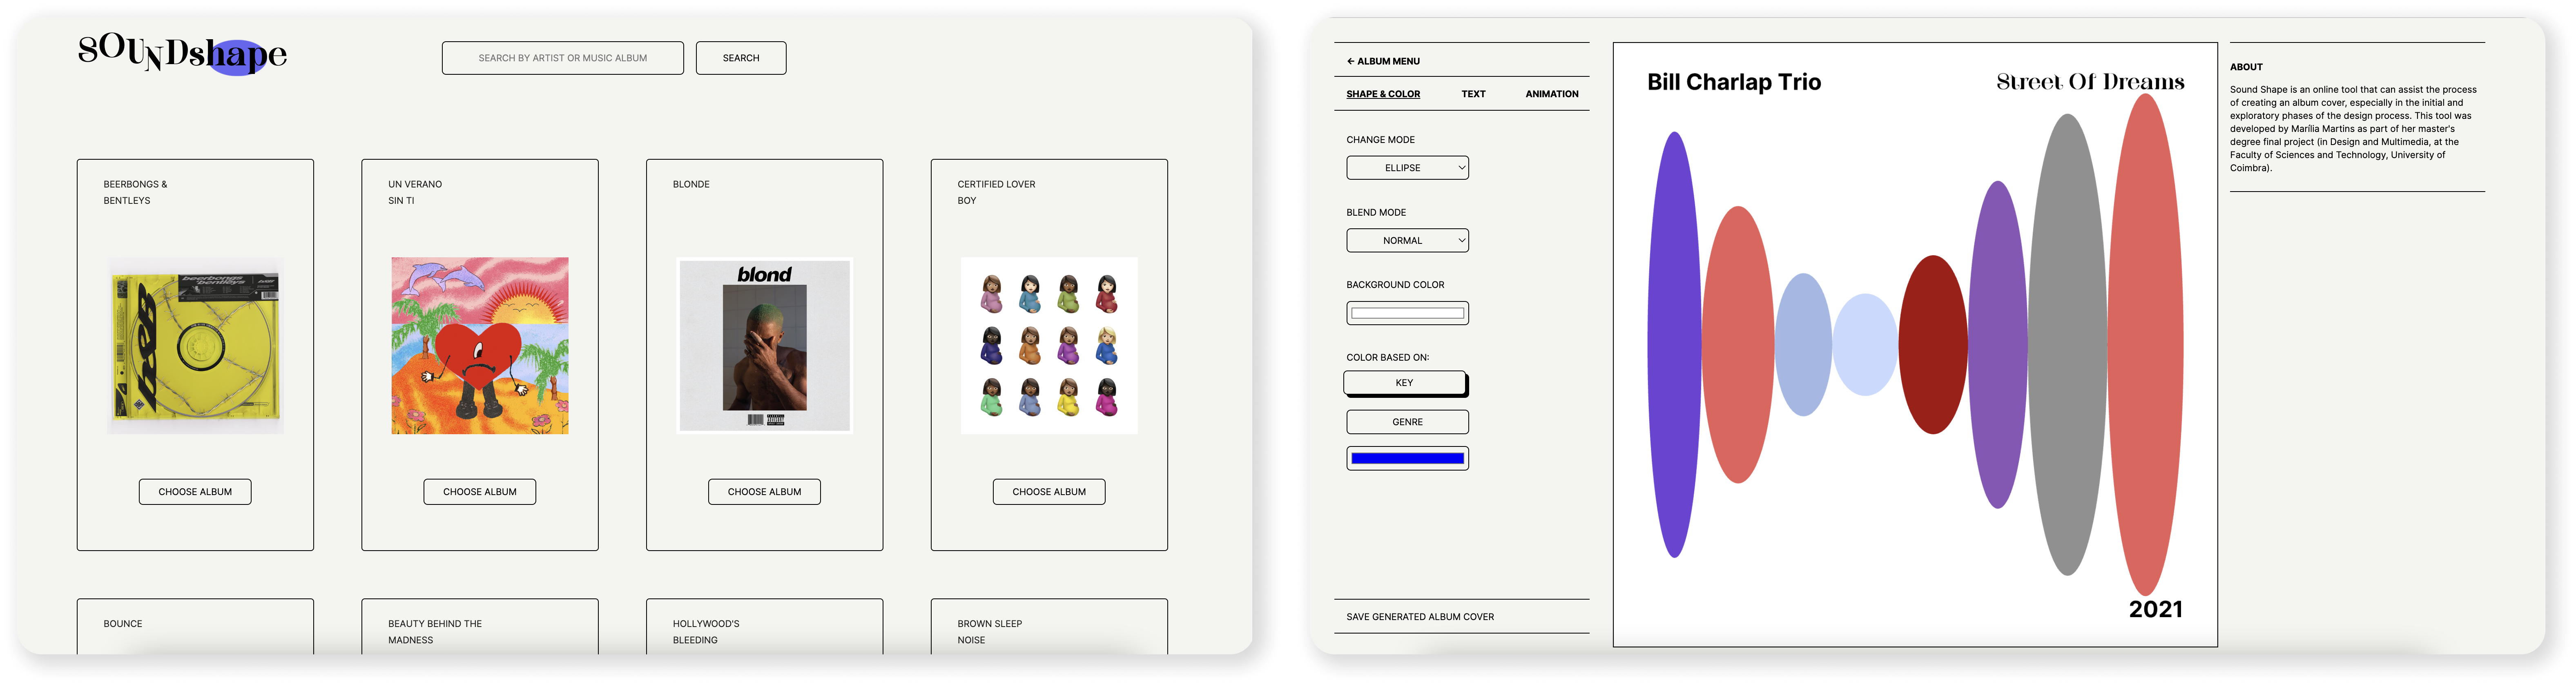 SOUNDshape
SEARCH BY ARTIST OR MUSIC ALBUM
SEARCH
BEERBONGS &
BENTLEYS
beerbongs
bentleys
CHOOSE ALBUM
UN VERANO
SIN TI
CHOOSE ALBUM
BLONDE
blond
CHOOSE ALBUM
CERTIFIED LOVER
BOY
CHOOSE ALBUM
BOUNCE
BEAUTY BEHIND THE
MADNESS
HOLLYWOOD'S
BLEEDING
BROWN SLEEP
NOISE
← ALBUM MENU
SHAPE & COLOR
TEXT
ANIMATION
CHANGE MODE
ELLIPSE
BLEND MODE
NORMAL
BACKGROUND COLOR
COLOR BASED ON:
KEY
GENRE
SAVE GENERATED ALBUM COVER
Bill Charlap Trio
Street Of Dreams
2021
ABOUT
Sound Shape is an online tool that can assist the process
of creating an album cover, especially in the initial and
exploratory phases of the design process. This tool was
developed by Marília Martins as part of her master's
degree final project (in Design and Multimedia, at the
Faculty of Sciences and Technology, University of
Coimbra).